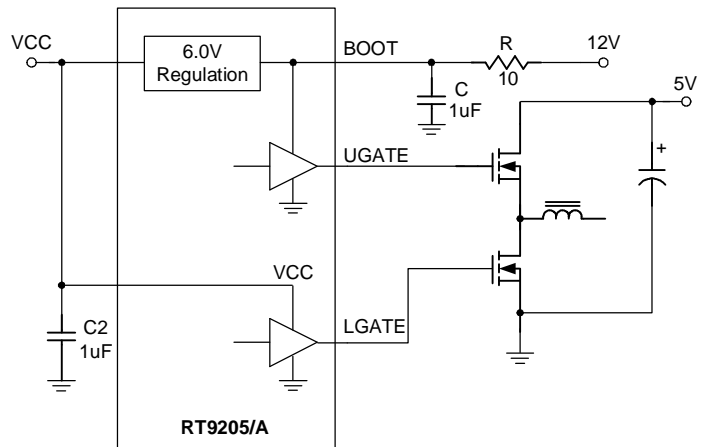 VCC
6.0V
Regulation
BOOT
R
10
12V
C
1uF
5V
+
UGATE
VCC
C2
1uF
LGATE
RT9205/A